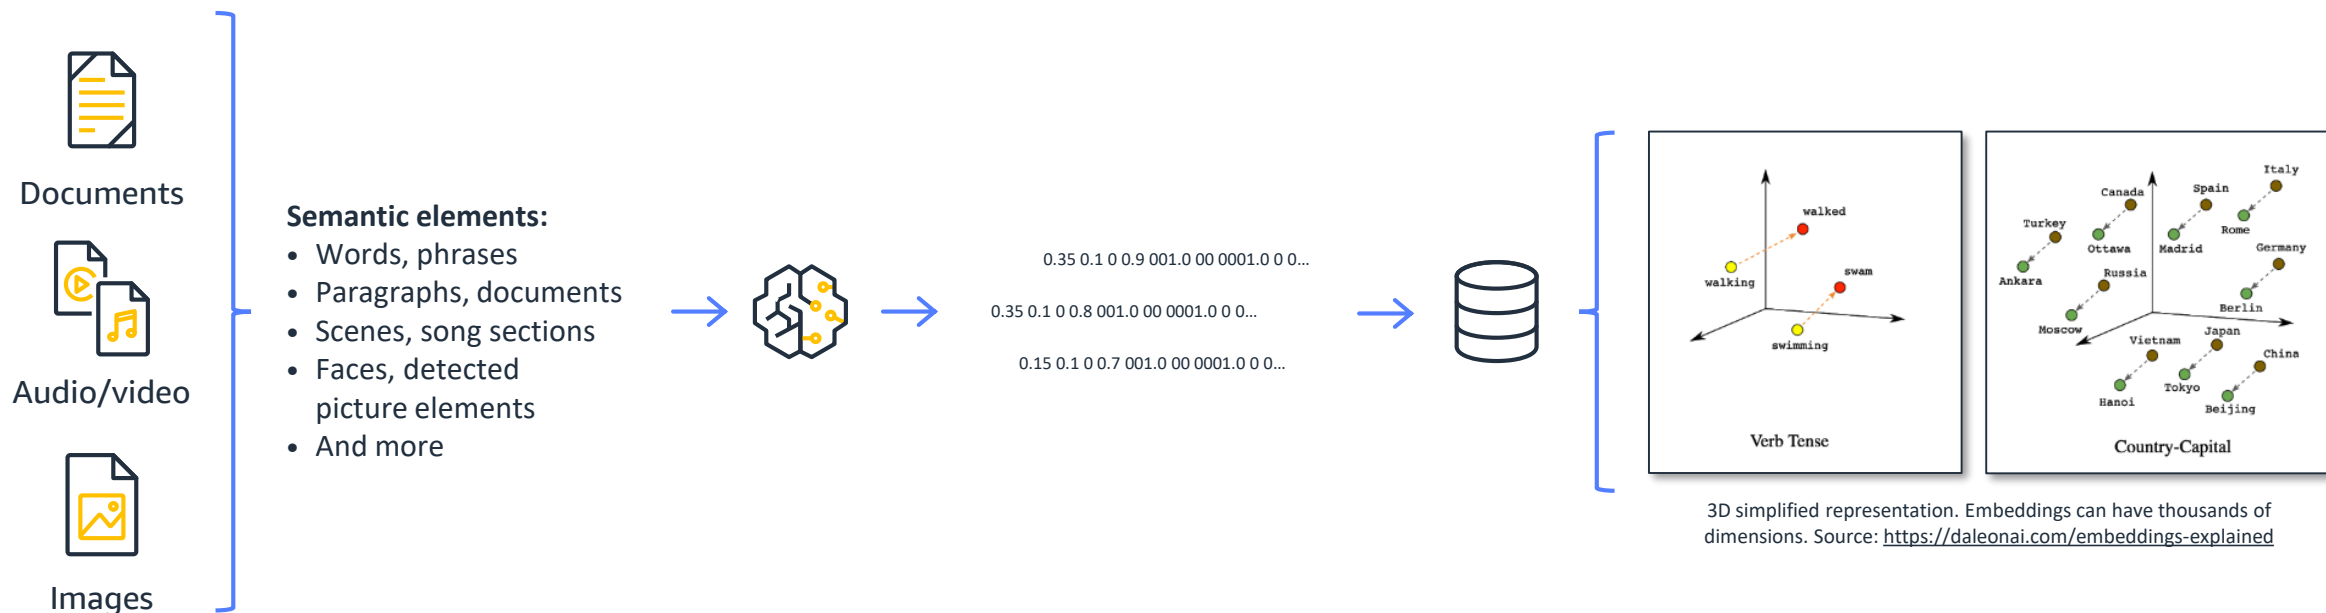 Documents
Audio/video
Images
Semantic elements:
• Words, phrases
• Paragraphs, documents
• Scenes, song sections
• Faces, detected
picture elements
• And more
0.35 0.1 0 0.9 001.0 00 0001.0 0 0...
0.35 0.1 0 0.8 001.0 00 0001.0 0 0...
0.15 0.1 0 0.7 001.0 00 0001.0 0 0...
walked
walking
swam
swimming
Verb Tense
Italy
Spain
Canada
Turkey
Rome
Ottawa
Madrid
Germany
Russia
Ankara
Berlin
Moscow
Japan
Vietnam
China
Tokyo
Hanoi
Beijing
Country-Capital
3D simplified representation. Embeddings can have thousands of
dimensions. Source: https://daleonai.com/embeddings-explained